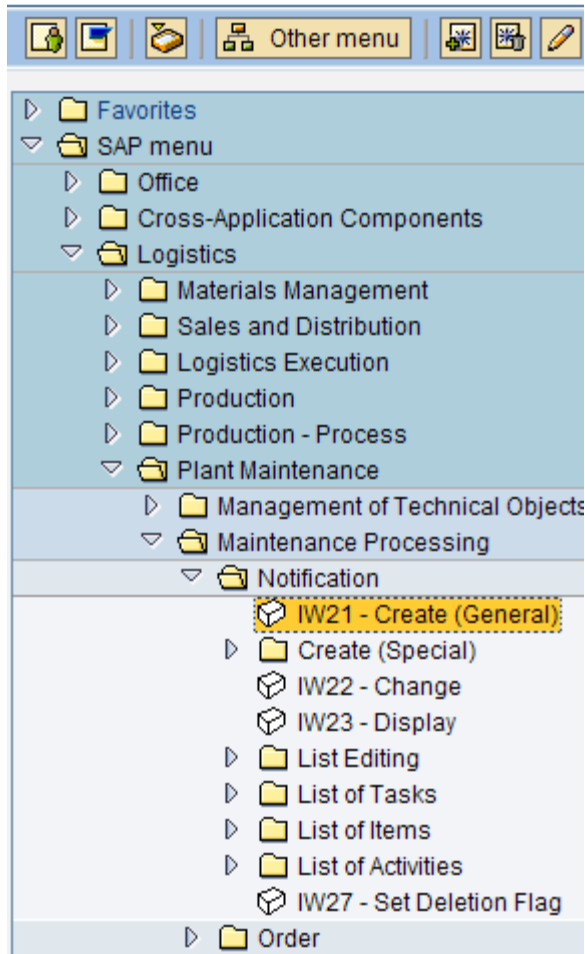 Other menu
Favorites
SAP menu
Office
Cross-Application Components
Logistics
Materials Management
Sales and Distribution
Logistics Execution
Production
Production - Process
Plant Maintenance
Management of Technical Objects
Maintenance Processing
Notification
IW21 - Create (General)
Create (Special)
IW22 - Change
IW23 - Display
List Editing
List of Tasks
List of Items
List of Activities
IW27 - Set Deletion Flag
Order